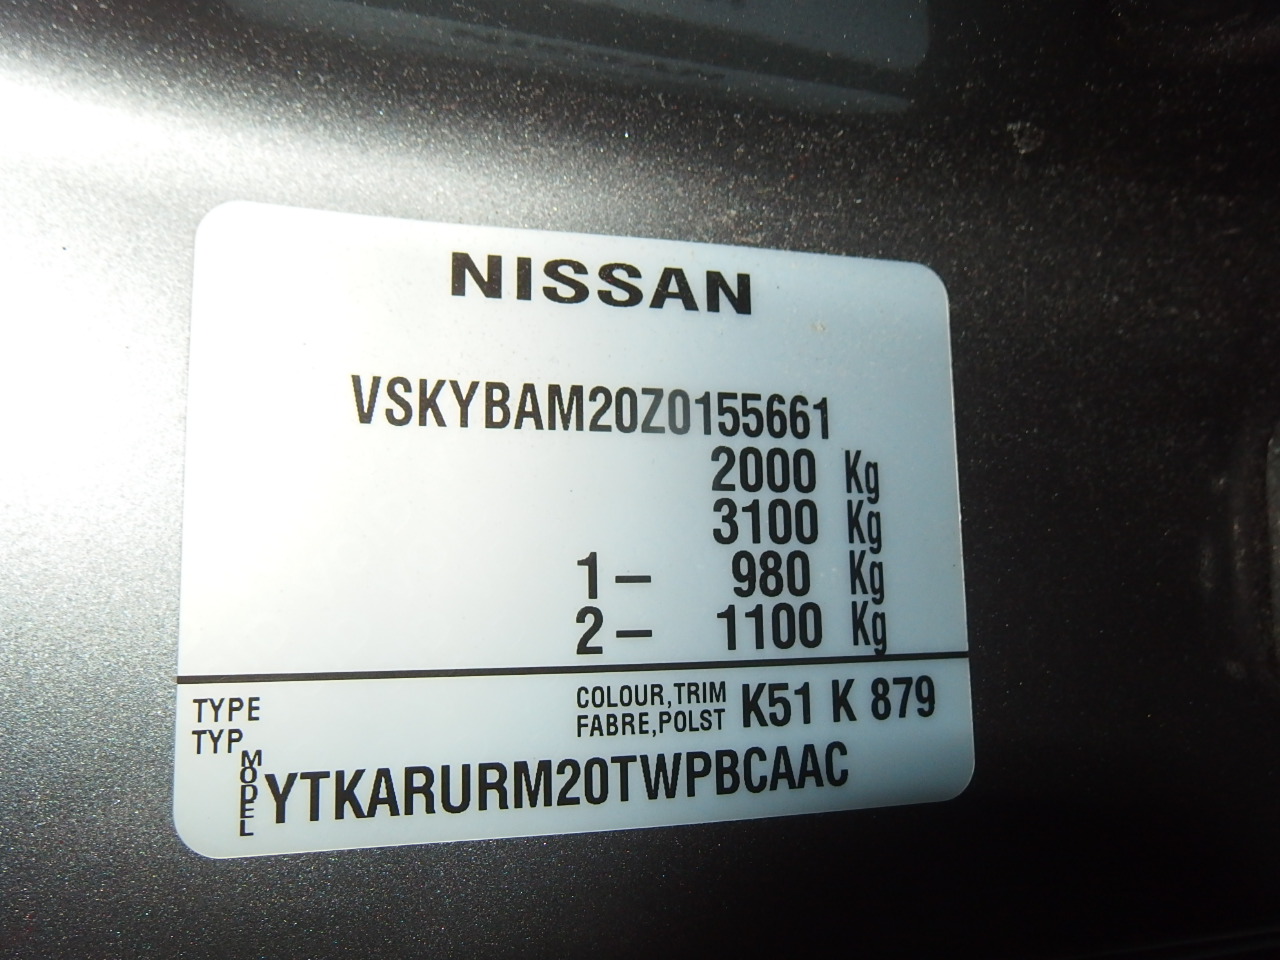 NISSAN
VSKYBAM20Z0155661
2000 Kg
3100 Kg
1– 980 Kg
2– 1100 Kg
TYPE COLOUR,TRIM K51 K 879
TYP FABRE,POLST
MODEL YTKARURM20TWPBCAAC